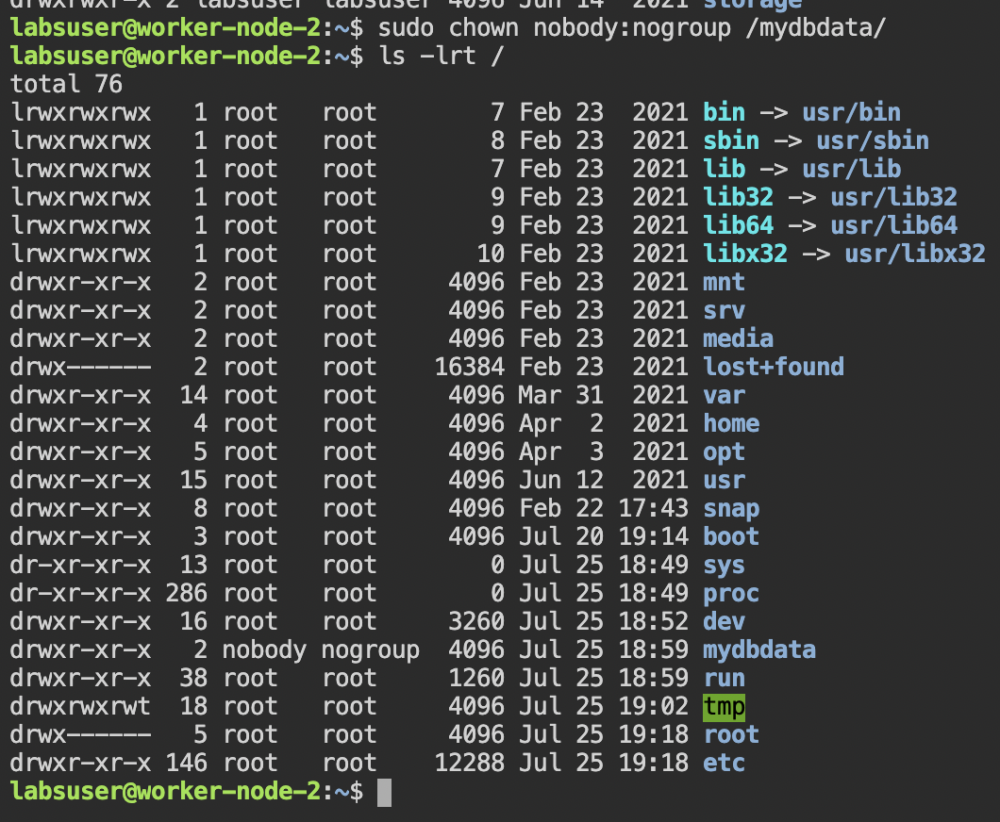 drwxr-xr-x 2 labsuser labsuser 4096 Jun 14  2021 storage
labsuser@worker-node-2:~$ sudo chown nobody:nogroup /mydbdata/
labsuser@worker-node-2:~$ ls -lrt /
total 76
lrwxrwxrwx   1 root   root        7 Feb 23  2021 bin -> usr/bin
lrwxrwxrwx   1 root   root        8 Feb 23  2021 sbin -> usr/sbin
lrwxrwxrwx   1 root   root        7 Feb 23  2021 lib -> usr/lib
lrwxrwxrwx   1 root   root        9 Feb 23  2021 lib32 -> usr/lib32
lrwxrwxrwx   1 root   root        9 Feb 23  2021 lib64 -> usr/lib64
lrwxrwxrwx   1 root   root       10 Feb 23  2021 libx32 -> usr/libx32
drwxr-xr-x   2 root   root     4096 Feb 23  2021 mnt
drwxr-xr-x   2 root   root     4096 Feb 23  2021 srv
drwxr-xr-x   2 root   root     4096 Feb 23  2021 media
drwx------   2 root   root    16384 Feb 23  2021 lost+found
drwxr-xr-x  14 root   root     4096 Mar 31  2021 var
drwxr-xr-x   4 root   root     4096 Apr  2  2021 home
drwxr-xr-x   5 root   root     4096 Apr  3  2021 opt
drwxr-xr-x  15 root   root     4096 Jun 12  2021 usr
drwxr-xr-x   8 root   root     4096 Feb 22 17:43 snap
drwxr-xr-x   3 root   root     4096 Jul 20 19:14 boot
dr-xr-xr-x  13 root   root        0 Jul 25 18:49 sys
dr-xr-xr-x 286 root   root        0 Jul 25 18:49 proc
drwxr-xr-x  16 root   root     3260 Jul 25 18:52 dev
drwxr-xr-x   2 nobody nogroup  4096 Jul 25 18:59 mydbdata
drwxr-xr-x  38 root   root     1260 Jul 25 18:59 run
drwxrwxrwt  18 root   root     4096 Jul 25 19:02 tmp
drwx------   5 root   root     4096 Jul 25 19:18 root
drwxr-xr-x 146 root   root    12288 Jul 25 19:18 etc
labsuser@worker-node-2:~$